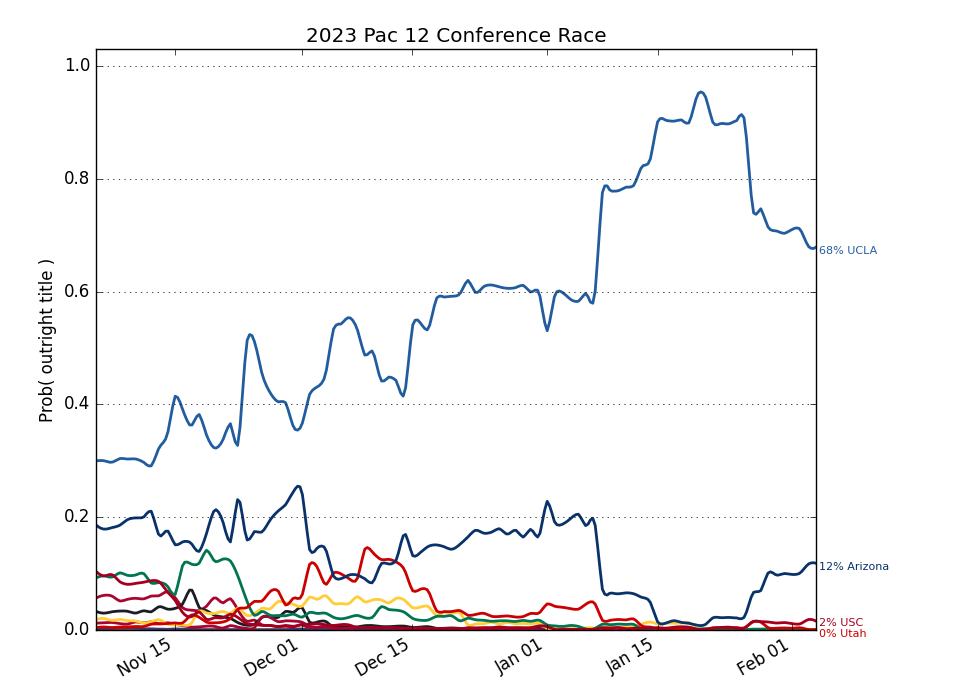 2023 Pac 12 Conference Race
Prob( outright title )
1.0
0.8
0.6
0.4
0.2
0.0
Nov 15
Dec 01
Dec 15
Jan 01
Jan 15
Feb 01
68% UCLA
12% Arizona
2% USC
0% Utah